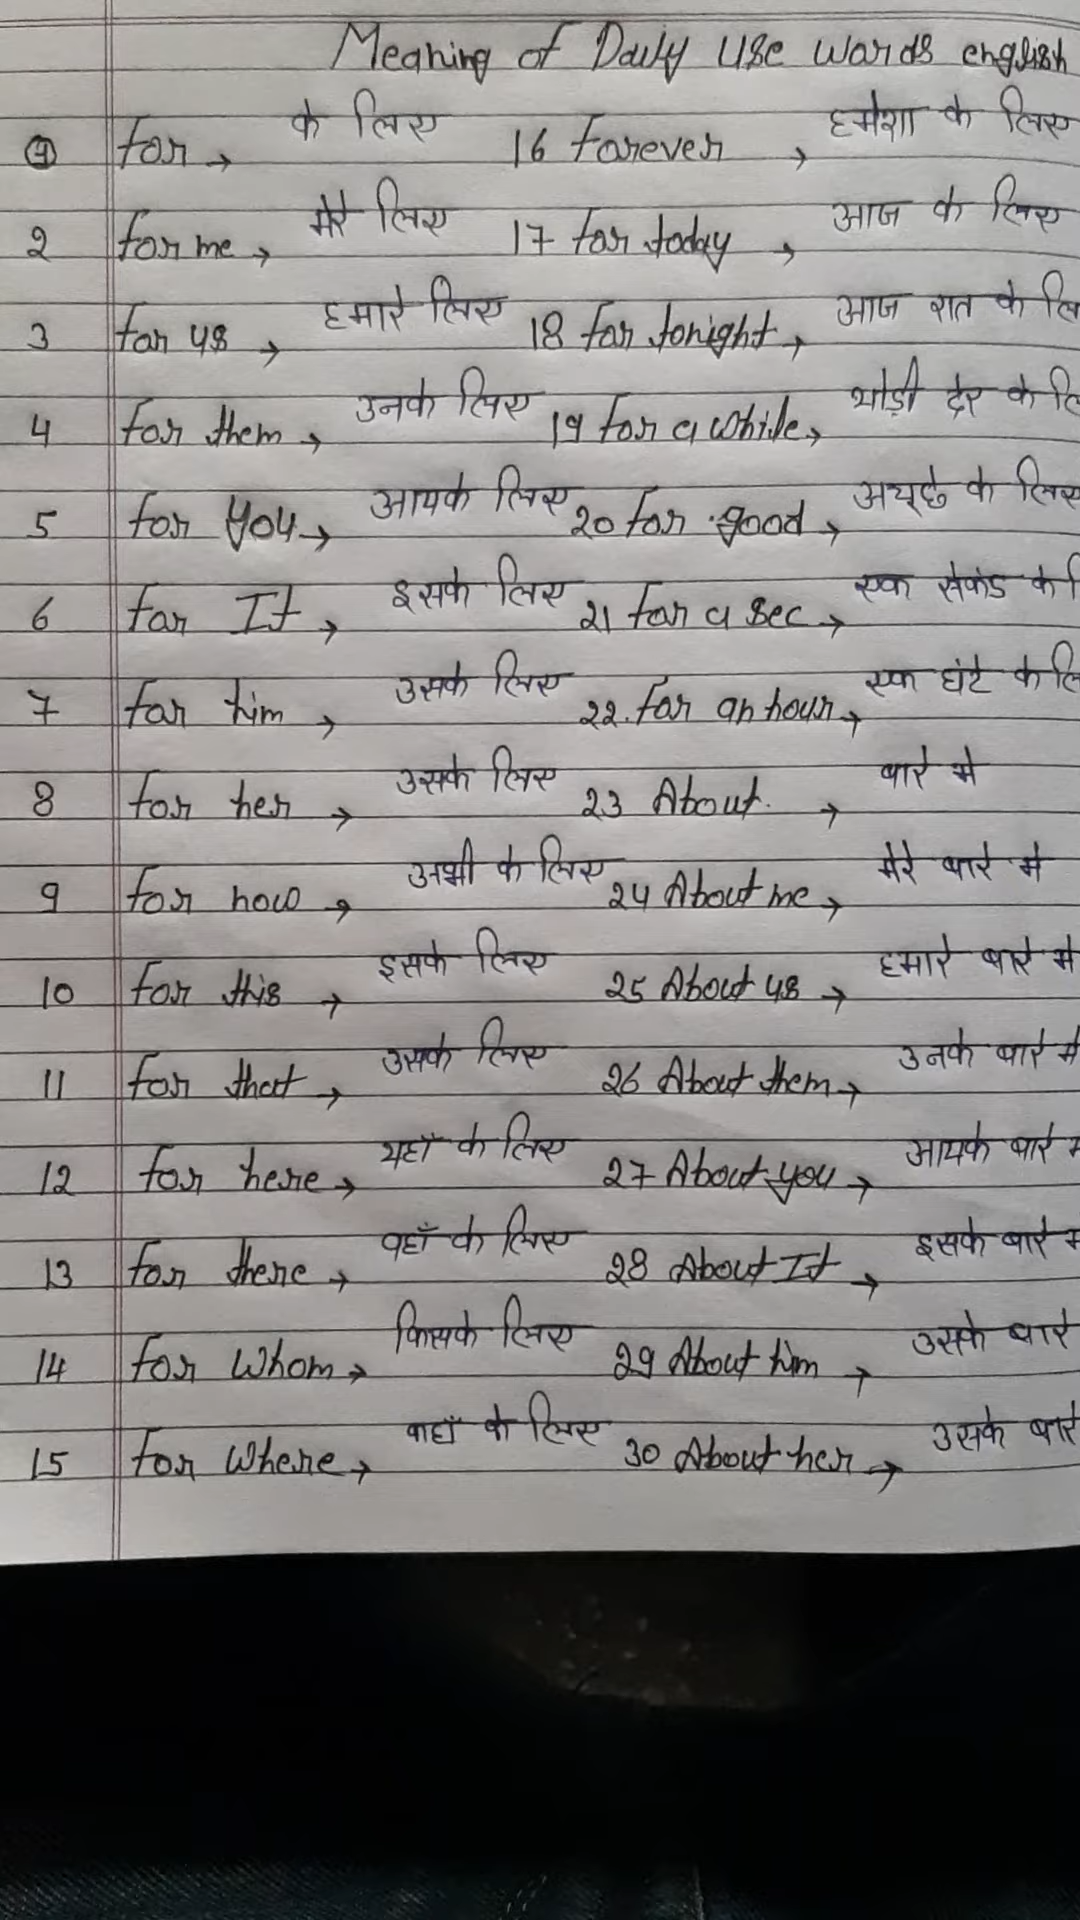 Meaning of Daily Use words english
1 for → के लिए 16 Forever → हमेशा के लिए
2 for me → मेरे लिए 17 for today → आज के लिए
3 for us → हमारे लिए 18 for tonight → आज रात के लि
4 for them → उनके लिए 19 for a while → थोड़ी देर के लि
5 for you → आपके लिए 20 for good → अच्छे के लिए
6 for It → इसके लिए 21 for a sec → एक सेकंड के
7 for him → उसके लिए 22. for an hour → एक घंटे के लि
8 for her → उसके लिए 23 About. → बारे मे
9 for now → अभी के लिए 24 About me → मेरे बारे मे
10 for this → इसके लिए 25 About us → हमारे बारे मे
11 for that → उसके लिए 26 About them → उनके बारे मे
12 for here → यहाँ के लिए 27 About you → आपके बारे
13 for there → वहाँ के लिए 28 About It → इसके बारे
14 for whom → किसके लिए 29 About him → उसके बारे
15 for where → कहाँ के लिए 30 About her → उसके बारे